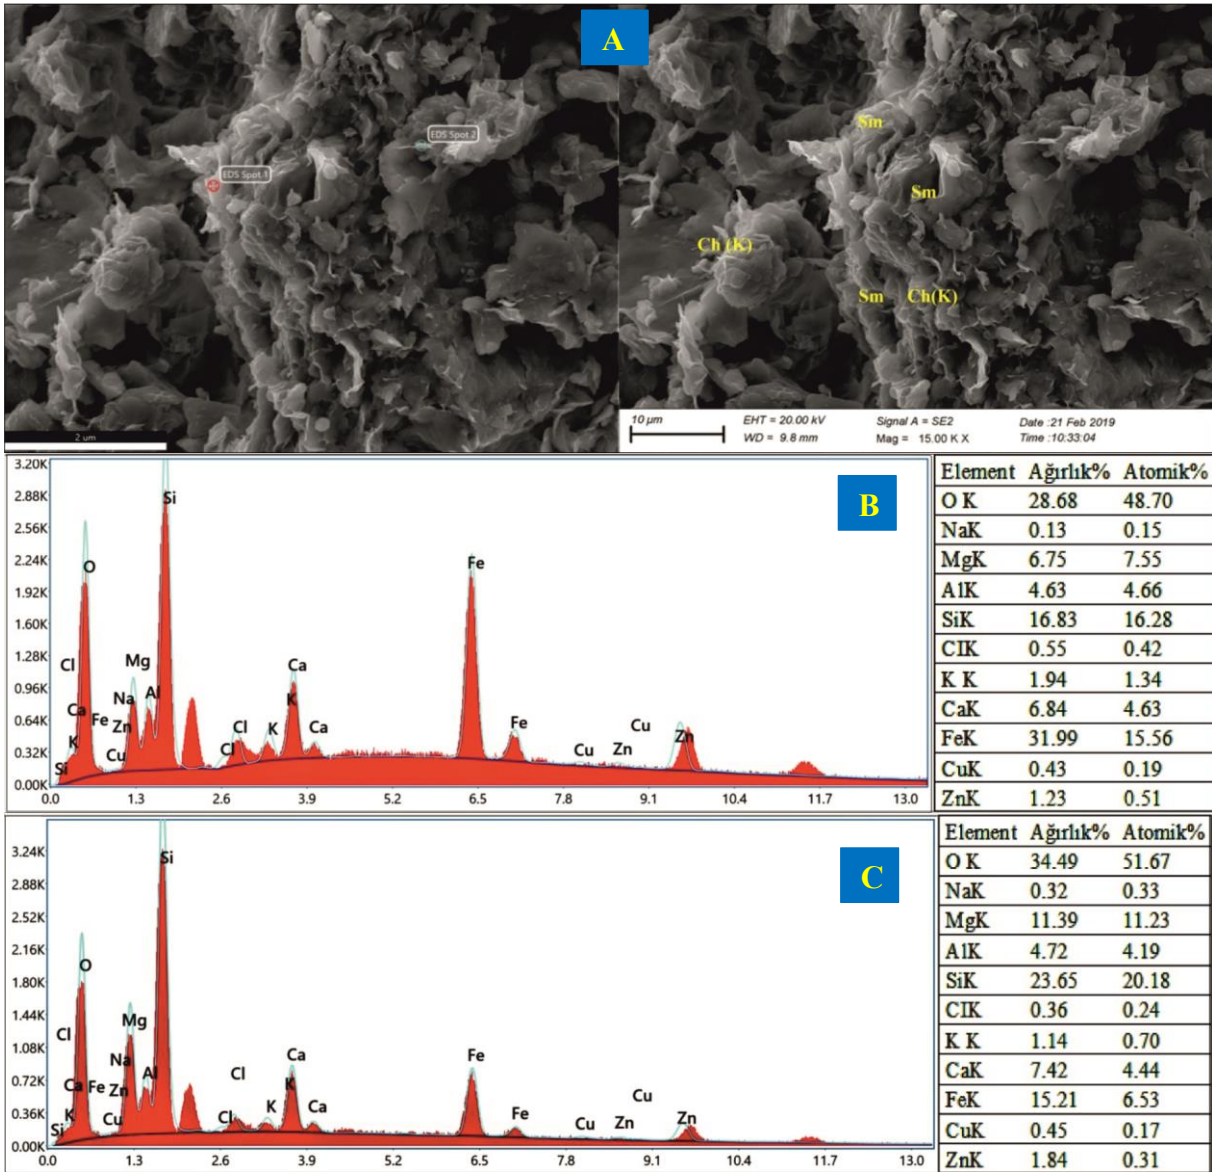 A
EDS Spot 2
EDS Spot 1
2 um
Sm
Sm
Ch (K)
Sm
Ch(K)
10 µm
EHT = 20.00 kV
Signal A = SE2
Date :21 Feb 2019
WD = 9.8 mm
Mag = 15.00 K X
Time :10:33:04
B
3.20K
2.88K
2.56K
2.24K
1.92K
1.60K
1.28K
0.96K
0.64K
0.32K
0.00K
Si
O
Fe
Cl
Mg
Ca
Na
Al
K
Ca
Fe
Zn
Cl
K
Ca
Fe
Cu
K
Cu
Cl
Cu
Zn
Zn
Si
0.0 1.3 2.6 3.9 5.2 6.5 7.8 9.1 10.4 11.7 13.0
Element Ağırlık% Atomik%
O K 28.68 48.70
NaK 0.13 0.15
MgK 6.75 7.55
AlK 4.63 4.66
SiK 16.83 16.28
ClK 0.55 0.42
K K 1.94 1.34
CaK 6.84 4.63
FeK 31.99 15.56
CuK 0.43 0.19
ZnK 1.23 0.51
C
3.24K
2.88K
2.52K
2.16K
1.80K
1.44K
1.08K
0.72K
0.36K
0.00K
Si
O
Mg
Cl
Ca
Fe
Na
Al
Cl
K
Ca
Fe
Zn
Cu
K
Ca
K
Cu
Cl
Fe
Cu
Zn
Zn
Si
0.0 1.3 2.6 3.9 5.2 6.5 7.8 9.1 10.4 11.7 13.0
Element Ağırlık% Atomik%
O K 34.49 51.67
NaK 0.32 0.33
MgK 11.39 11.23
AlK 4.72 4.19
SiK 23.65 20.18
ClK 0.36 0.24
K K 1.14 0.70
CaK 7.42 4.44
FeK 15.21 6.53
CuK 0.45 0.17
ZnK 1.84 0.31